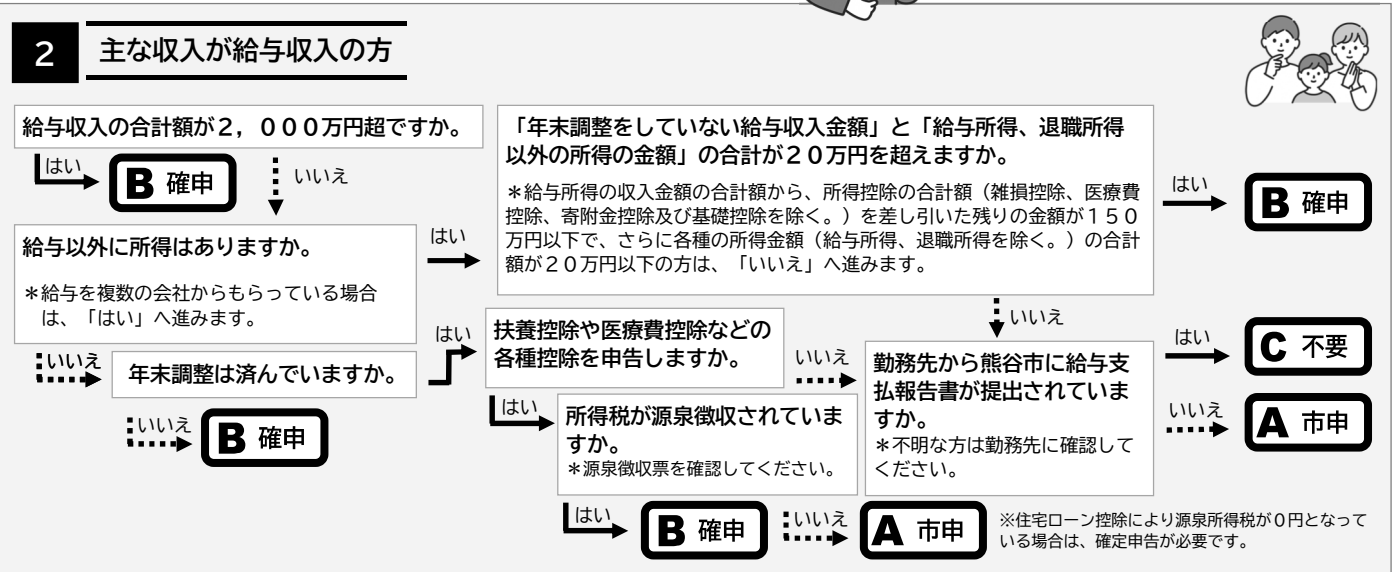 2 主な収入が給与収入の方
給与収入の合計額が2,000万円超ですか。
はい
B 確申
いいえ
給与以外に所得はありますか。
*給与を複数の会社からもらっている場合
は、「はい」へ進みます。
はい
「年末調整をしていない給与収入金額」と「給与所得、退職所得
以外の所得の金額」の合計が20万円を超えますか。
*給与所得の収入金額の合計額から、所得控除の合計額（雑損控除、医療費
控除、寄附金控除及び基礎控除を除く。）を差し引いた残りの金額が150
万円以下で、さらに各種の所得金額（給与所得、退職所得を除く。）の合計
額が20万円以下の方は、「いいえ」へ進みます。
はい
B 確申
いいえ
いいえ
年末調整は済んでいますか。
いいえ
B 確申
はい
扶養控除や医療費控除などの
各種控除を申告しますか。
いいえ
はい
所得税が源泉徴収されていま
すか。
*源泉徴収票を確認してください。
はい
B 確申
いいえ
A 市申
勤務先から熊谷市に給与支
払報告書が提出されていま
すか。
*不明な方は勤務先に確認して
ください。
はい
C 不要
いいえ
A 市申
※住宅ローン控除により源泉所得税が0円となって
いる場合は、確定申告が必要です。